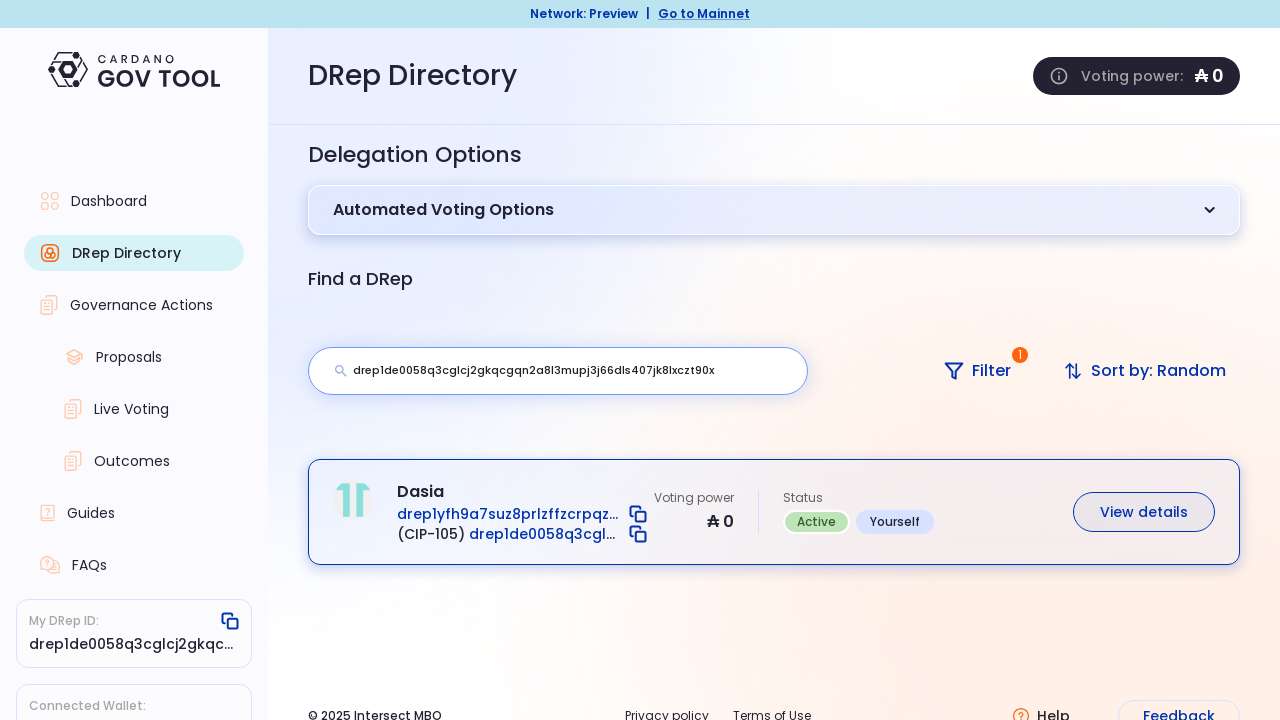 Network: Preview | Go to Mainnet
CARDANO
GOV TOOL
DRep Directory
Voting power: ₳ 0
Dashboard
DRep Directory
Governance Actions
Proposals
Live Voting
Outcomes
Guides
FAQs
My DRep ID:
drep1de0058q3cglcj2gkqc...
Connected Wallet:
Delegation Options
Automated Voting Options
Find a DRep
drep1de0058q3cglcj2gkqcgqn2a8l3mupj3j66dls407jk8lxczt90x
Filter
1
Sort by: Random
Dasia
drep1yfh9a7suz8prlzffzcrpqz...
(CIP-105) drep1de0058q3cgl...
Voting power
₳ 0
Status
Active
Yourself
View details
© 2025 Intersect MBO
Privacy policy
Terms of Use
Help
Feedback